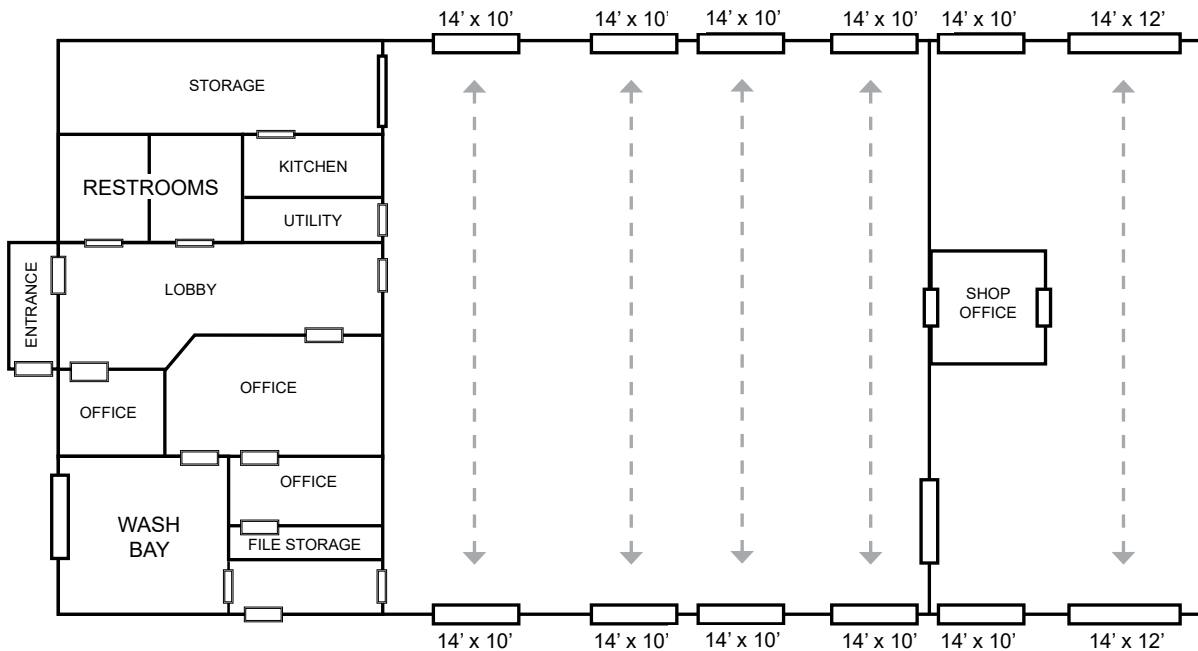 14’ x 10’
14’ x 10’
14’ x 10’
14’ x 10’
14’ x 10’
14’ x 12’
STORAGE
KITCHEN
RESTROOMS
UTILITY
ENTRANCE
LOBBY
SHOP
OFFICE
OFFICE
OFFICE
OFFICE
WASH
BAY
FILE STORAGE
14’ x 10’
14’ x 10’
14’ x 10’
14’ x 10’
14’ x 10’
14’ x 12’